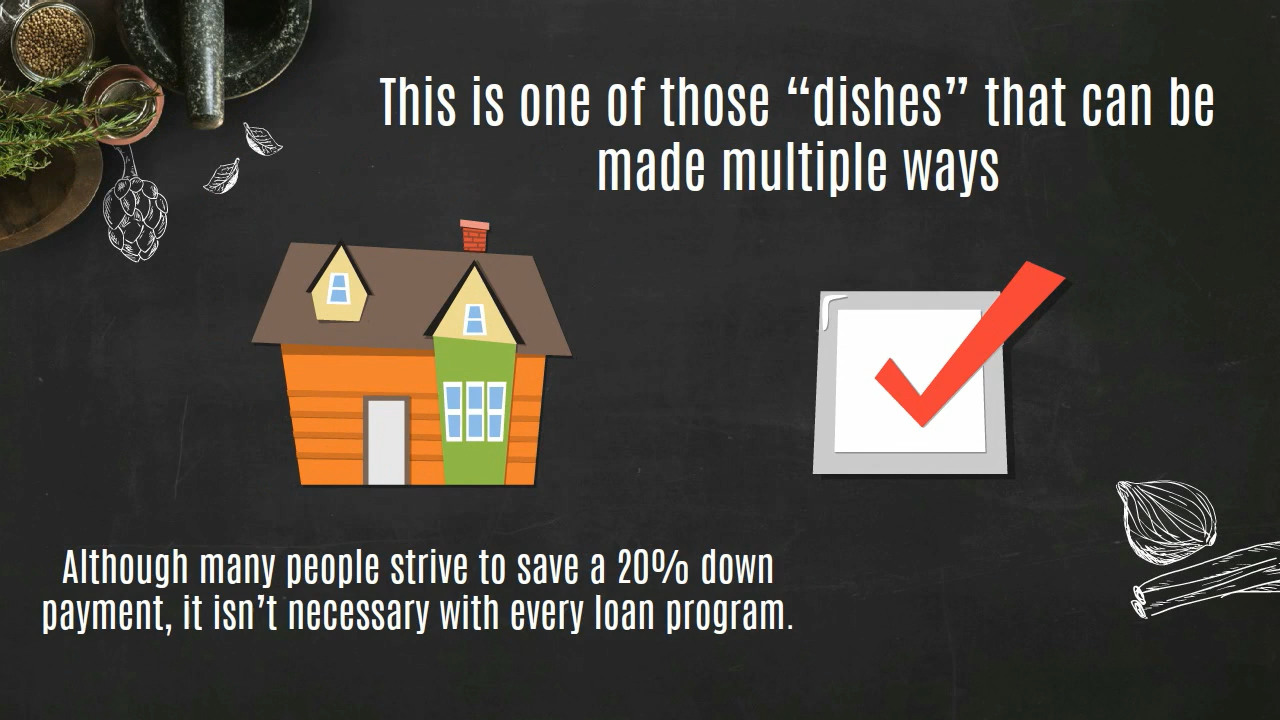 This is one of those “dishes” that can be
made multiple ways
Although many people strive to save a 20% down
payment, it isn’t necessary with every loan program.